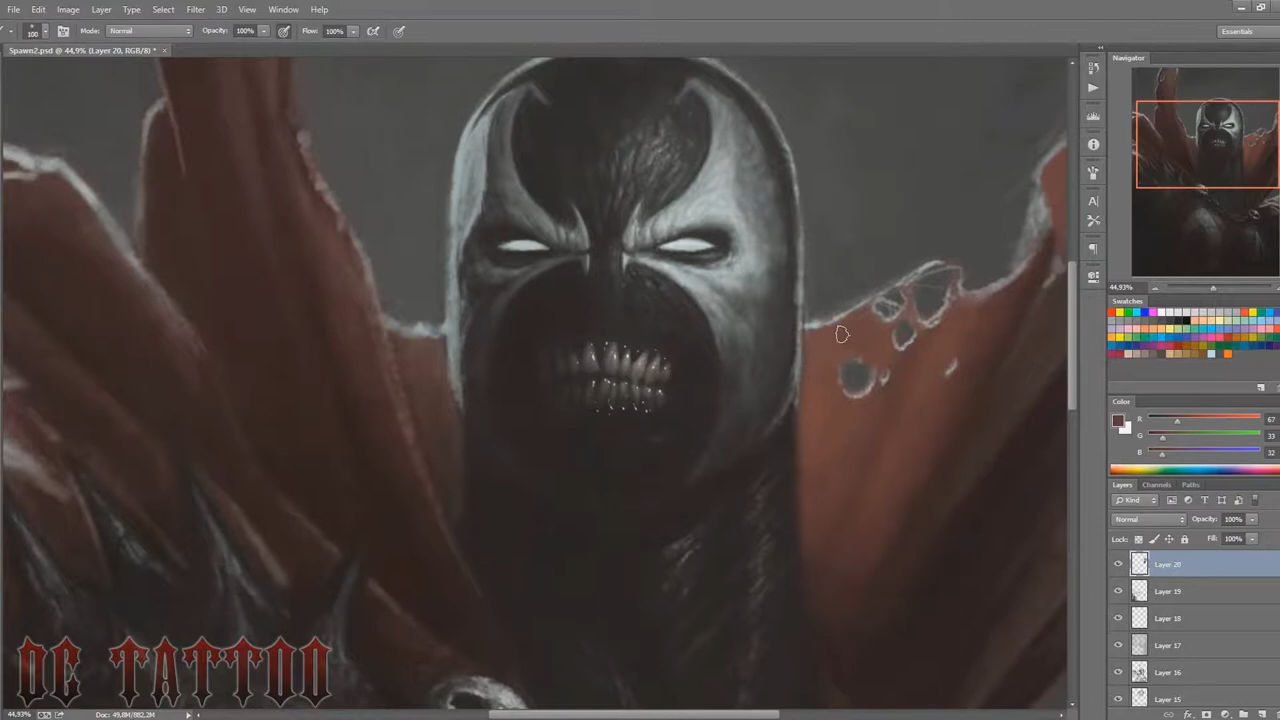 File Edit Image Layer Type Select Filter 3D View Window Help
100 Mode: Normal Opacity: 100% Flow: 100% Essentials
Spawn2.psd @ 44,9% (Layer 20, RGB/8) *
Navigator
44,93%
Swatches
Color
R 67
G 33
B 32
Layers Channels Paths
Kind
Normal Opacity: 100%
Lock: Fill: 100%
Layer 20
Layer 19
Layer 18
Layer 17
Layer 16
Layer 15
DC TATTOO
44,93% Doc: 49,8M/882,2M